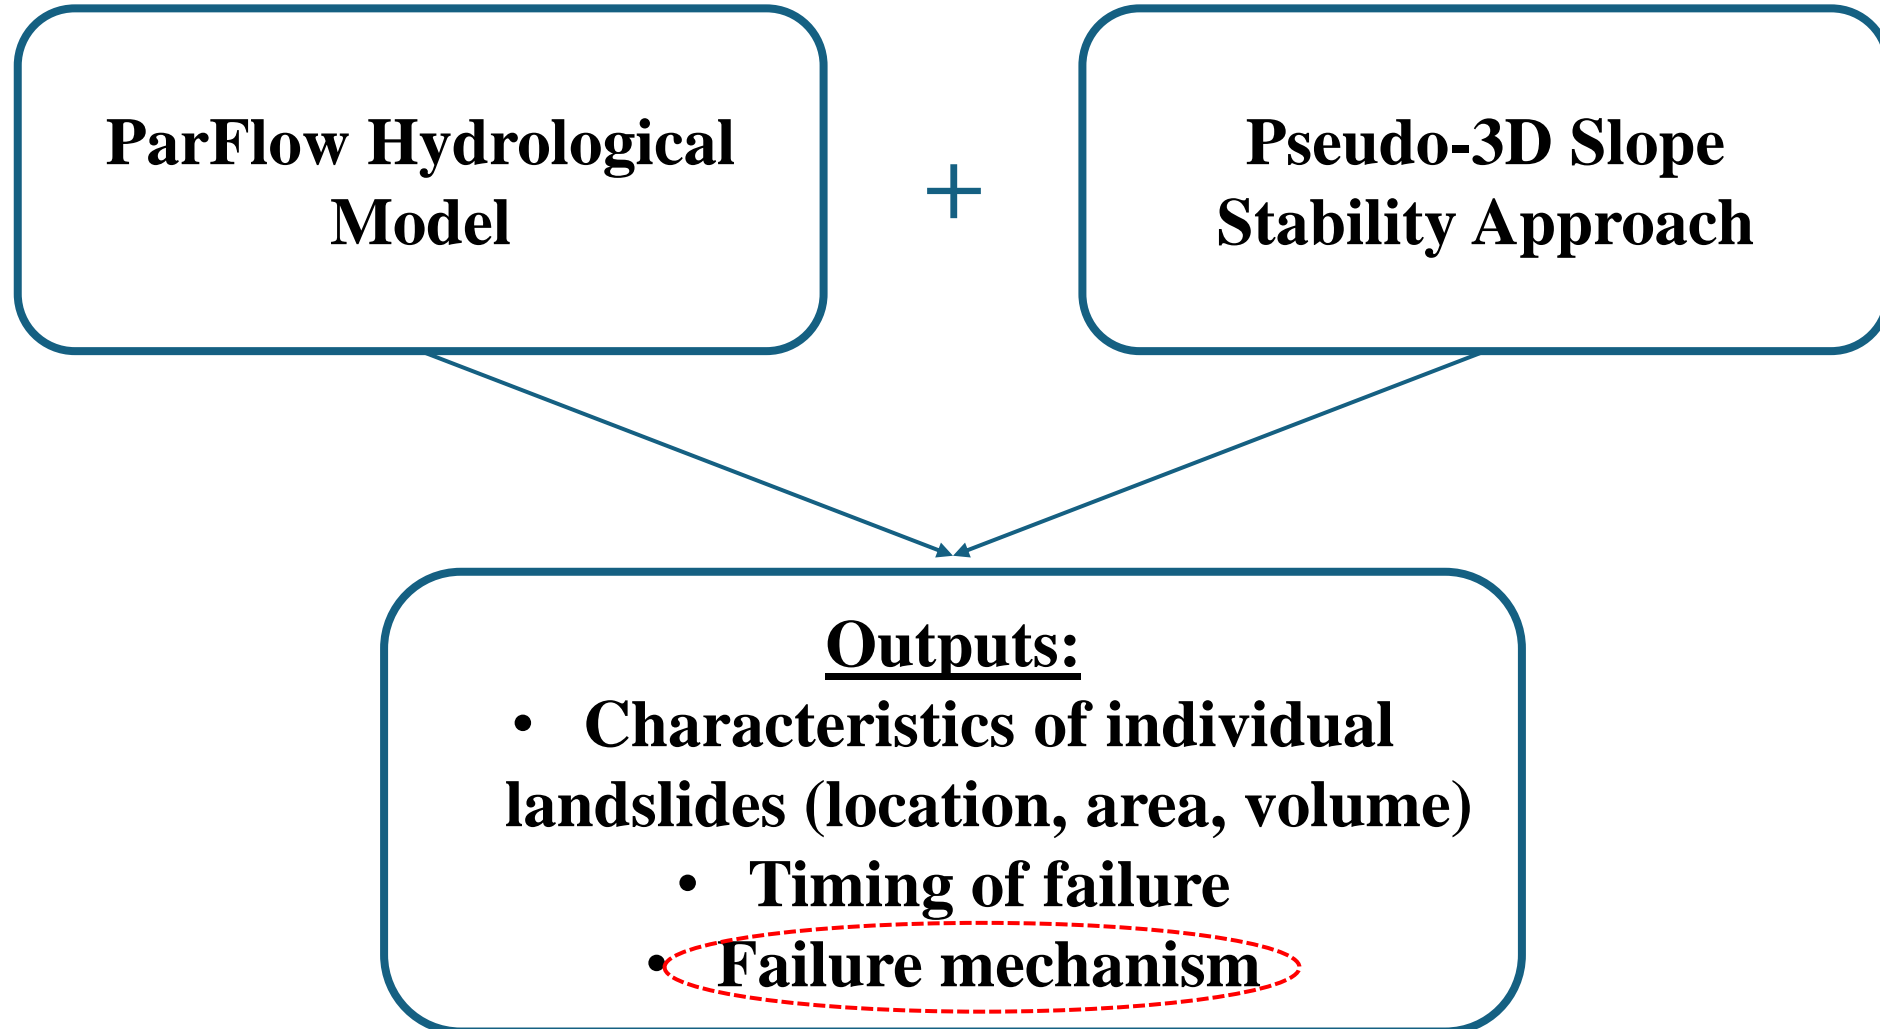 ParFlow Hydrological
Model
+
Pseudo-3D Slope
Stability Approach
Outputs:
• Characteristics of individual
landslides (location, area, volume)
• Timing of failure
• Failure mechanism